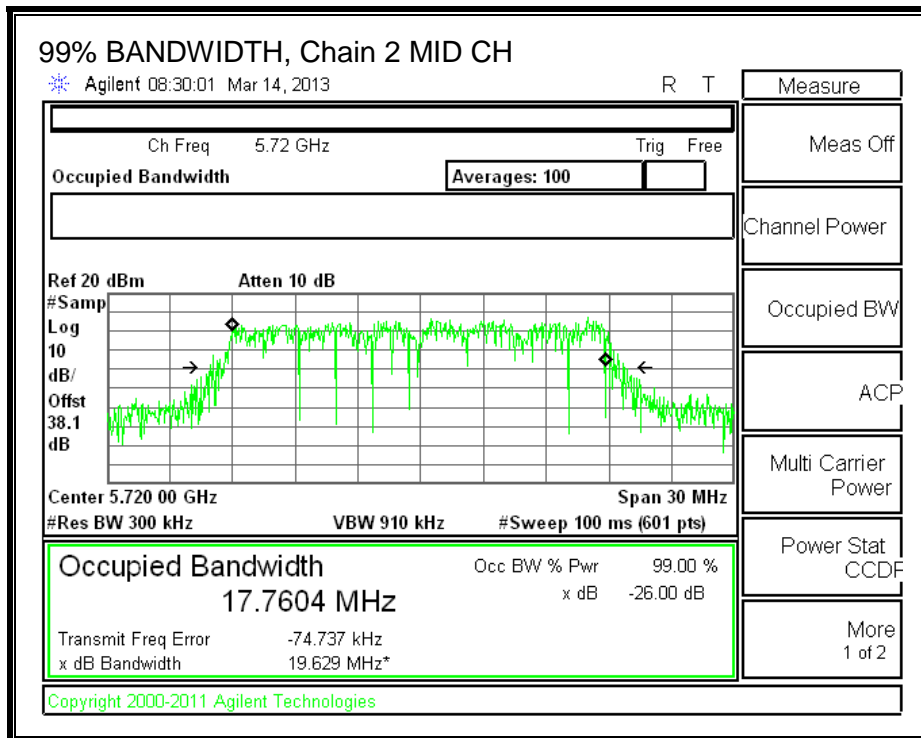 99% BANDWIDTH, Chain 2 MID CH
Agilent 08:30:01 Mar 14, 2013 R T
Ch Freq 5.72 GHz Trig Free
Occupied Bandwidth Averages: 100
Ref 20 dBm Atten 10 dB
#Samp
Log
10
dB/
Offst
38.1
dB
Center 5.720 00 GHz Span 30 MHz
#Res BW 300 kHz VBW 910 kHz #Sweep 100 ms (601 pts)
Occupied Bandwidth Occ BW % Pwr 99.00 %
17.7604 MHz x dB -26.00 dB
Transmit Freq Error -74.737 kHz
x dB Bandwidth 19.629 MHz*
Copyright 2000-2011 Agilent Technologies
Measure
Meas Off
Channel Power
Occupied BW
ACP
Multi Carrier
Power
Power Stat
CCDF
More
1 of 2